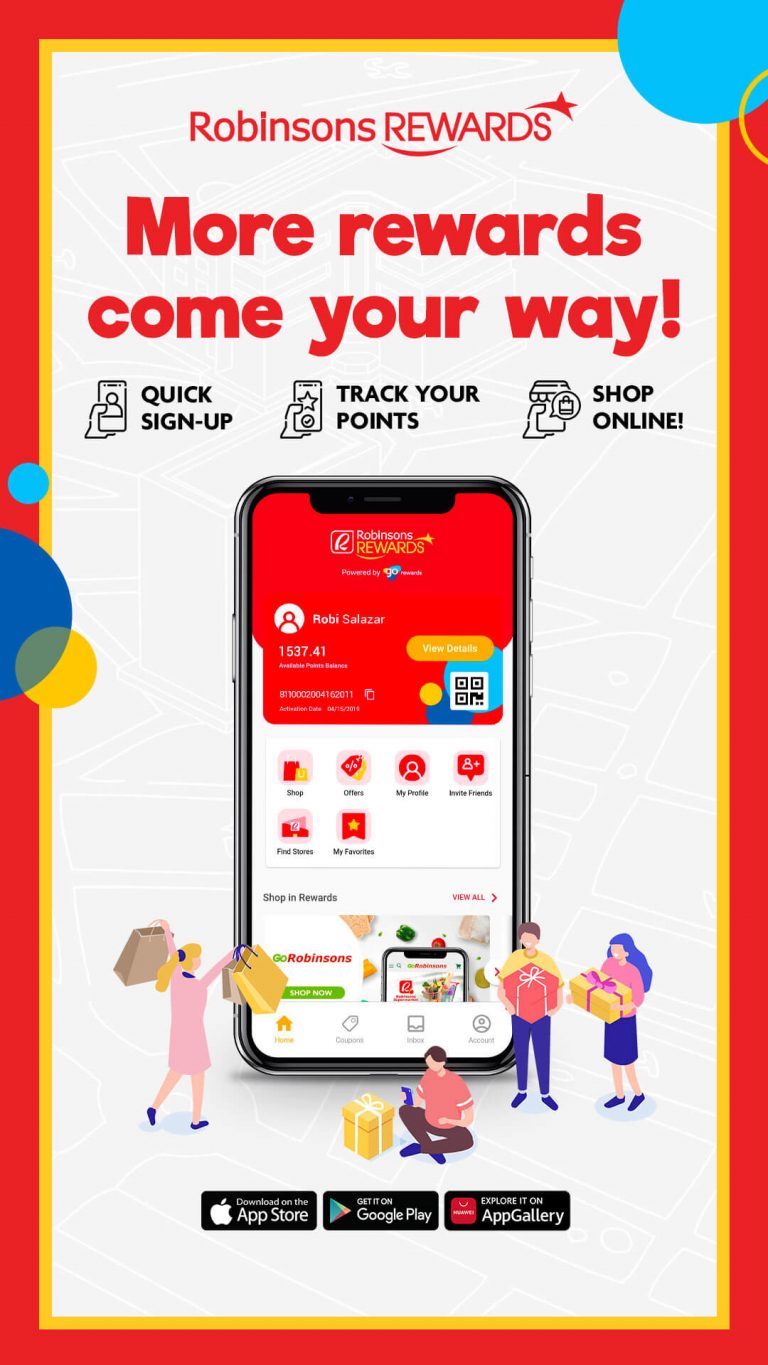 Robinsons REWARDS
More rewards
come your way!
QUICK
SIGN-UP
TRACK YOUR
POINTS
SHOP
ONLINE!
Robinsons
REWARDS
Powered by go rewards
Robi Salazar
1537.41
Available Points Balance
View Details
8110002004162011
Activation Date 04/15/2019
Shop
Offers
My Profile
Invite Friends
Find Stores
My Favorites
Shop in Rewards
VIEW ALL
GoRobinsons
SHOP NOW
GoRobinsons
Robinsons
Supermarket
Home
Coupons
Inbox
Account
Download on the
App Store
GET IT ON
Google Play
HUAWEI
EXPLORE IT ON
AppGallery